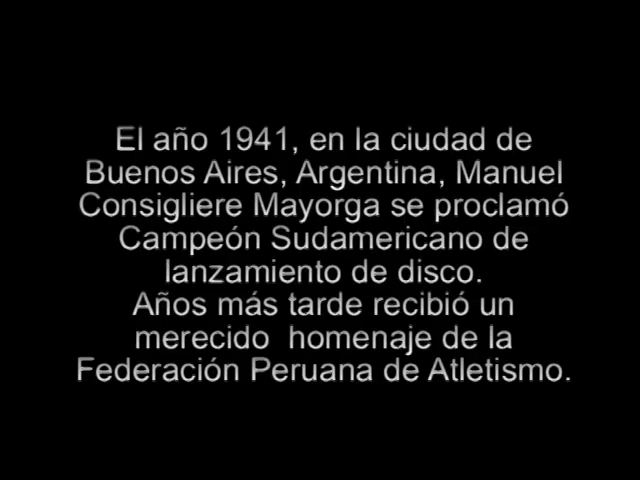 El año 1941, en la ciudad de
Buenos Aires, Argentina, Manuel
Consigliere Mayorga se proclamó
Campeón Sudamericano de
lanzamiento de disco.
Años más tarde recibió un
merecido  homenaje de la
Federación Peruana de Atletismo.